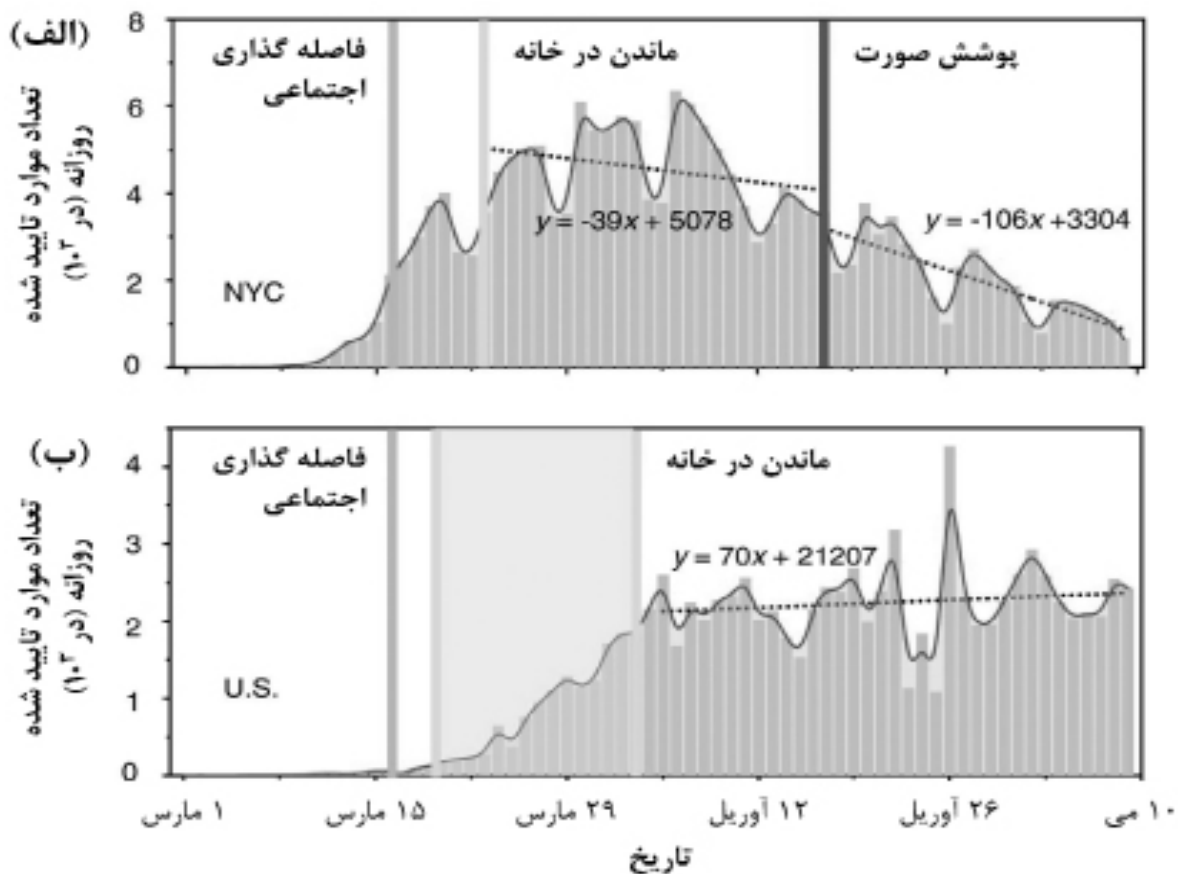 (الف)
تعداد موارد تایید شده
روزانه (در ۱۰۳)
8
6
4
2
0
فاصله گذاری
اجتماعی
ماندن در خانه
پوشش صورت
y = -39x + 5078
y = -106x +3304
NYC
(ب)
تعداد موارد تایید شده
روزانه (در ۱۰۳)
4
3
2
1
0
فاصله گذاری
اجتماعی
ماندن در خانه
y = 70x + 21207
U.S.
۱ مارس
۱۵ مارس
۲۹ مارس
۱۲ آوریل
۲۶ آوریل
۱۰ می
تاریخ